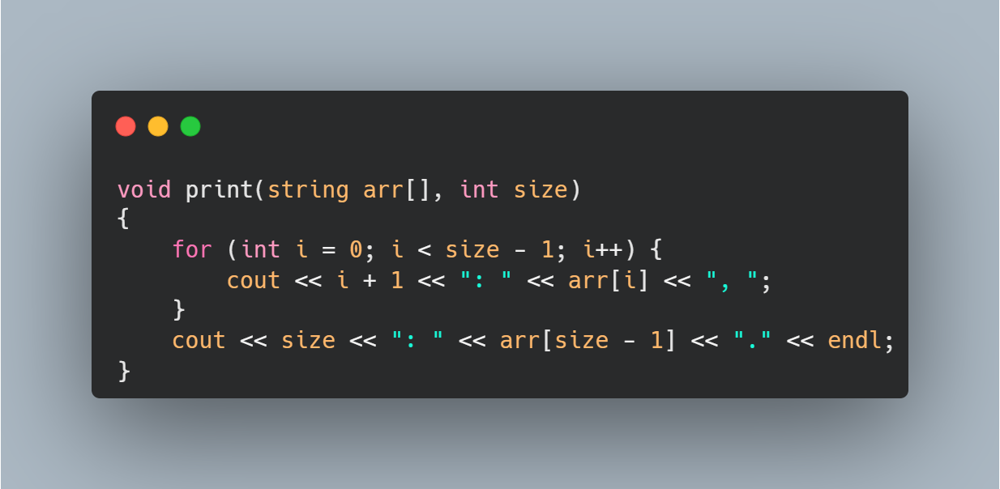 void print(string arr[], int size)
{
    for (int i = 0; i < size - 1; i++) {
        cout << i + 1 << ": " << arr[i] << ", ";
    }
    cout << size << ": " << arr[size - 1] << "." << endl;
}